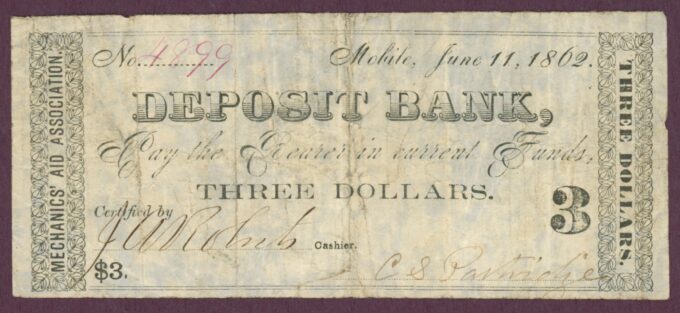 MECHANICS' AID ASSOCIATION.
No. 4899
Mobile, June 11, 1862.
DEPOSIT BANK,
Pay the Bearer in current Funds,
THREE DOLLARS.
Certified by
Cashier.
3
$3.
C S Partridge
THREE DOLLARS.